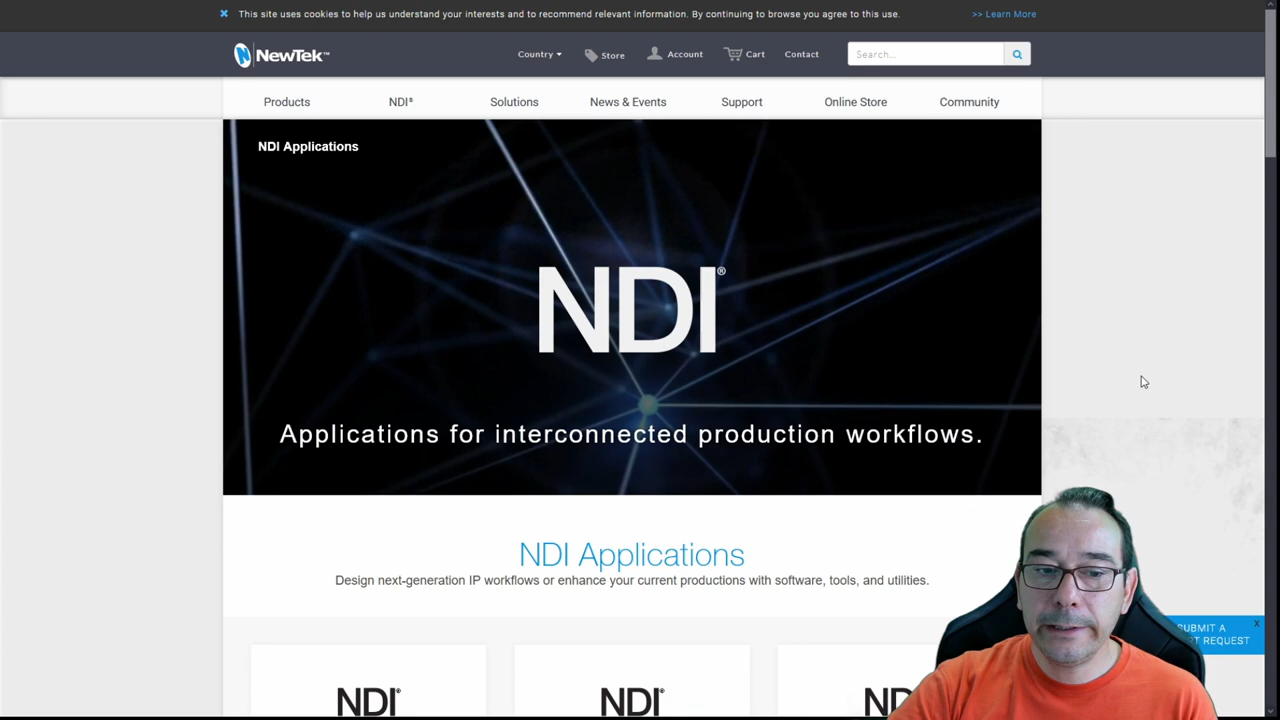 This site uses cookies to help us understand your interests and to recommend relevant information. By continuing to browse you agree to this use.
>> Learn More
NewTek™
Country
Store
Account
Cart
Contact
Search...
Products
NDI®
Solutions
News & Events
Support
Online Store
Community
NDI Applications
NDI®
Applications for interconnected production workflows.
NDI Applications
Design next-generation IP workflows or enhance your current productions with software, tools, and utilities.
SUBMIT A
REQUEST
X
NDI®
NDI®